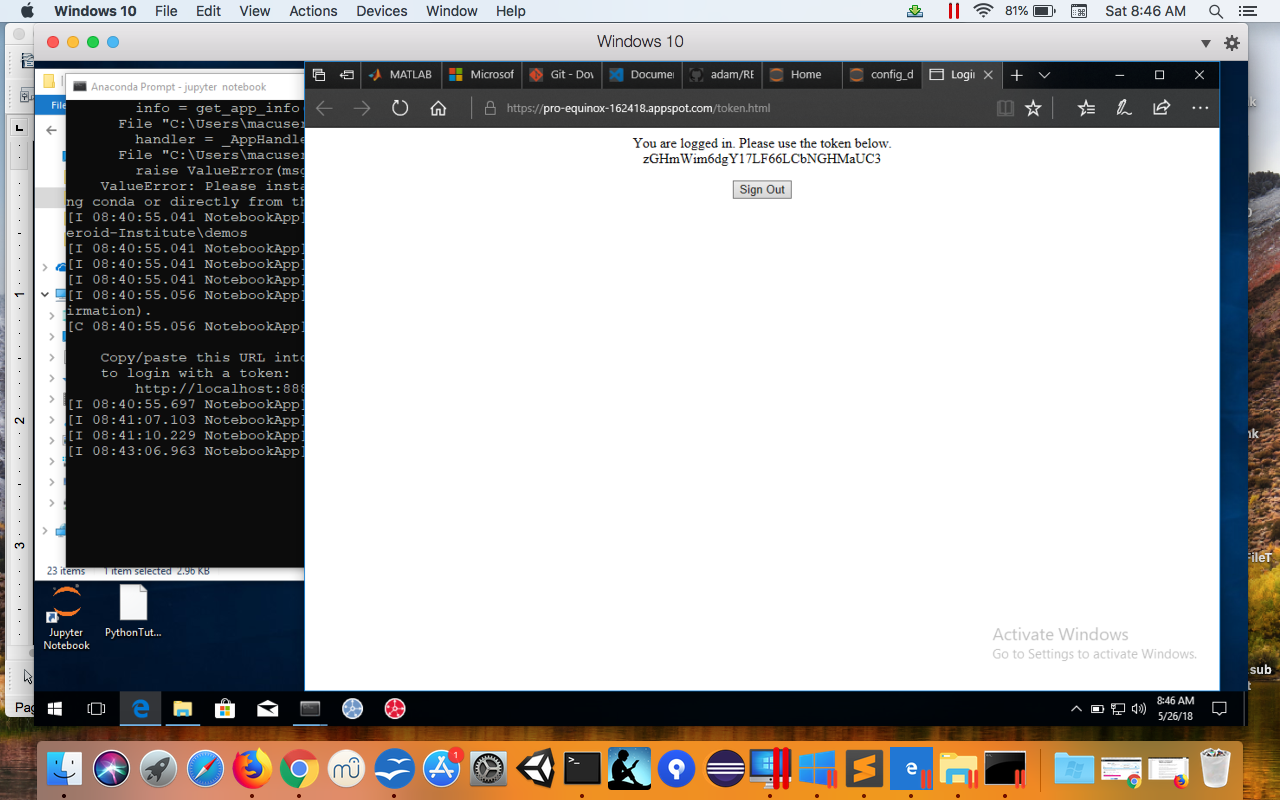 Windows 10 File Edit View Actions Devices Window Help 81% Sat 8:46 AM
Windows 10
MATLAB Microsof Git - Dov Docume adam/RE Home config_d Logi
https://pro-equinox-162418.appspot.com/token.html
File
Anaconda Prompt - jupyter notebook
info = get_app_info
File "C:\Users\macuser
handler = _AppHandle
File "C:\Users\macuser
raise ValueError(msg
ValueError: Please insta
ng conda or directly from th
[I 08:40:55.041 NotebookApp]
eroid-Institute\demos
[I 08:40:55.041 NotebookApp]
[I 08:40:55.041 NotebookApp]
[I 08:40:55.041 NotebookApp]
[I 08:40:55.056 NotebookApp]
irmation).
[C 08:40:55.056 NotebookApp]
Copy/paste this URL into
to login with a token:
http://localhost:888
[I 08:40:55.697 NotebookApp]
[I 08:41:07.103 NotebookApp]
[I 08:41:10.229 NotebookApp]
[I 08:43:06.963 NotebookApp]
You are logged in. Please use the token below.
zGHmWim6dgY17LF66LCbNGHMaUC3
Sign Out
1
2
3
23 items 1 item selected 2.96 KB
Jupyter
Notebook
PythonTut...
Activate Windows
Go to Settings to activate Windows.
FileT
sub
Pag
8:46 AM
5/26/18
1